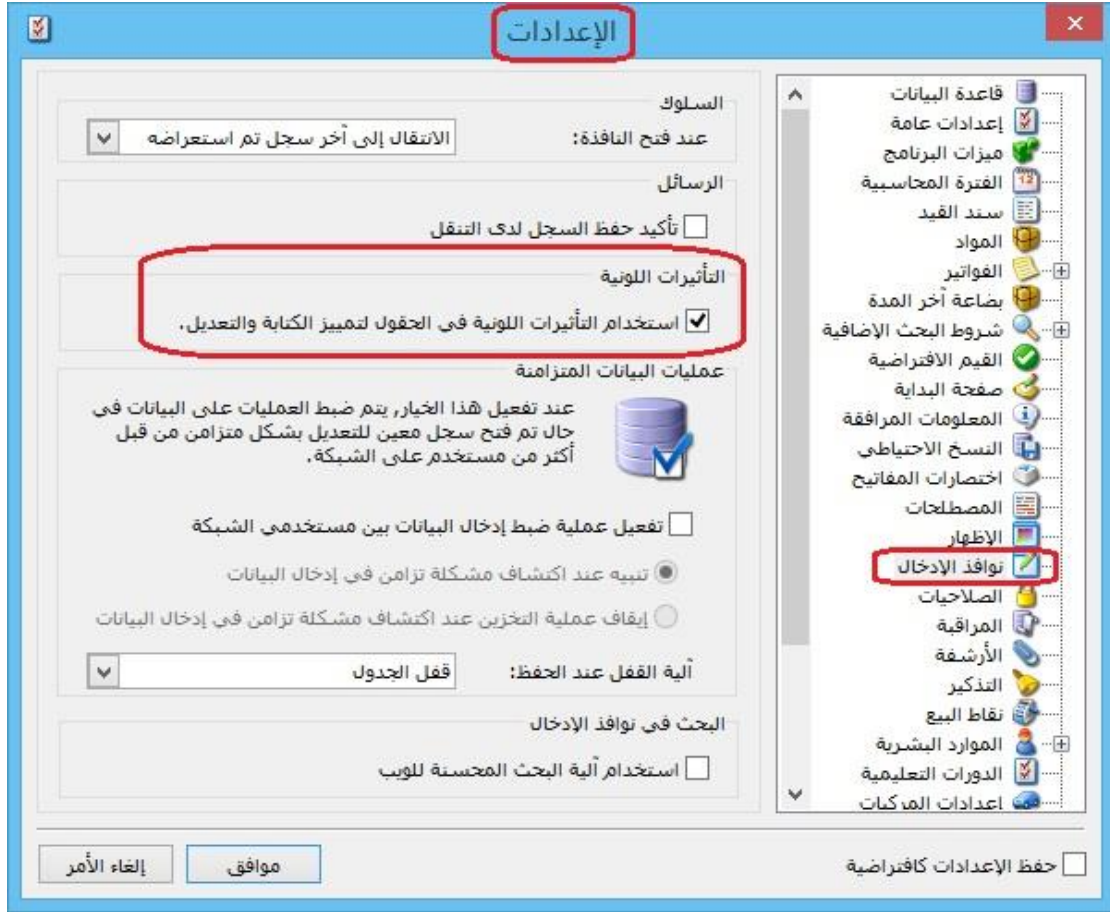 الإعدادات
قاعدة البيانات
إعدادات عامة
ميزات البرنامج
الفترة المحاسبية
سند القيد
المواد
الفواتير
بضاعة آخر المدة
شروط البحث الإضافية
القيم الافتراضية
صفحة البداية
المعلومات المرافقة
النسخ الاحتياطي
اختصارات المفاتيح
المصطلحات
الإظهار
نوافذ الإدخال
الصلاحيات
المراقبة
الأرشفة
التذكير
نقاط البيع
الموارد البشرية
الدورات التعليمية
إعدادات المركبات
السلوك
عند فتح النافذة: الانتقال إلى آخر سجل تم استعراضه
الرسائل
تأكيد حفظ السجل لدى التنقل
التأثيرات اللونية
استخدام التأثيرات اللونية في الحقول لتمييز الكتابة والتعديل.
عمليات البيانات المتزامنة
عند تفعيل هذا الخيار, يتم ضبط العمليات على البيانات في
حال تم فتح سجل معين للتعديل بشكل متزامن من قبل
أكثر من مستخدم على الشبكة.
تفعيل عملية ضبط إدخال البيانات بين مستخدمي الشبكة
تنبيه عند اكتشاف مشكلة تزامن في إدخال البيانات
إيقاف عملية التخزين عند اكتشاف مشكلة تزامن في إدخال البيانات
آلية القفل عند الحفظ: قفل الجدول
البحث في نوافذ الإدخال
استخدام آلية البحث المحسنة للويب
حفظ الإعدادات كافتراضية
موافق إلغاء الأمر